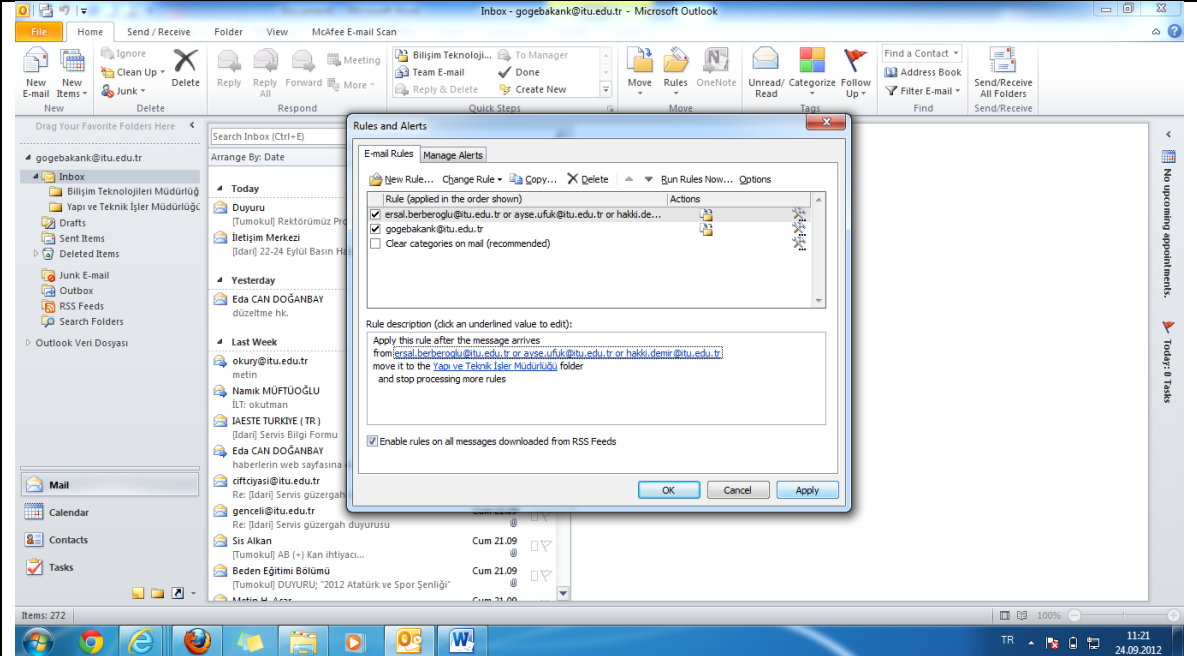 Inbox - gogebakank@itu.edu.tr - Microsoft Outlook
File Home Send / Receive Folder View McAfee E-mail Scan
New E-mail
New Items
New
Ignore
Clean Up
Junk
Delete
Delete
Reply
Reply All
Forward
Meeting
More
Respond
Bilişim Teknoloji... To Manager
Team E-mail Done
Reply & Delete Create New
Quick Steps
Move Rules OneNote
Move
Unread/ Read
Categorize
Follow Up
Tags
Find a Contact
Address Book
Filter E-mail
Find
Send/Receive All Folders
Send/Receive
Drag Your Favorite Folders Here
gogebakank@itu.edu.tr
Inbox
Bilişim Teknolojileri Müdürlüğ
Yapı ve Teknik İşler Müdürlüğü
Drafts
Sent Items
Deleted Items
Junk E-mail
Outbox
RSS Feeds
Search Folders
Outlook Veri Dosyası
Mail
Calendar
Contacts
Tasks
Search Inbox (Ctrl+E)
Arrange By: Date
Today
Duyuru
[Tumokul] Rektörümüz Pro
İletişim Merkezi
[Idari] 22-24 Eylül Basın Ha
Yesterday
Eda CAN DOĞANBAY
düzeltme hk.
Last Week
okury@itu.edu.tr
metin
Namık MÜFTÜOĞLU
ILT: okutman
IAESTE TURKIYE ( TR )
[Idari] Servis Bilgi Formu
Eda CAN DOĞANBAY
haberlerin web sayfasına
ciftciyasi@itu.edu.tr
Re: [Idari] Servis güzergah
genceli@itu.edu.tr
Re: [Idari] Servis güzergah duyurusu
Sis Alkan Cum 21.09
[Tumokul] AB (+) Kan ihtiyacı...
Beden Eğitimi Bölümü Cum 21.09
[Tumokul] DUYURU; "2012 Atatürk ve Spor Şenliği"
Rules and Alerts
E-mail Rules Manage Alerts
New Rule... Change Rule Copy... Delete Run Rules Now... Options
Rule (applied in the order shown) Actions
ersal.berberoglu@itu.edu.tr or ayse.ufuk@itu.edu.tr or hakki.de...
gogebakank@itu.edu.tr
Clear categories on mail (recommended)
Rule description (click an underlined value to edit):
Apply this rule after the message arrives
from ersal.berberoglu@itu.edu.tr or ayse.ufuk@itu.edu.tr or hakki.demir@itu.edu.tr
move it to the Yapı ve Teknik İşler Müdürlüğü folder
and stop processing more rules
Enable rules on all messages downloaded from RSS Feeds
OK Cancel Apply
No upcoming appointments.
Today: 0 Tasks
Items: 272
100%
TR
11:21
24.09.2012